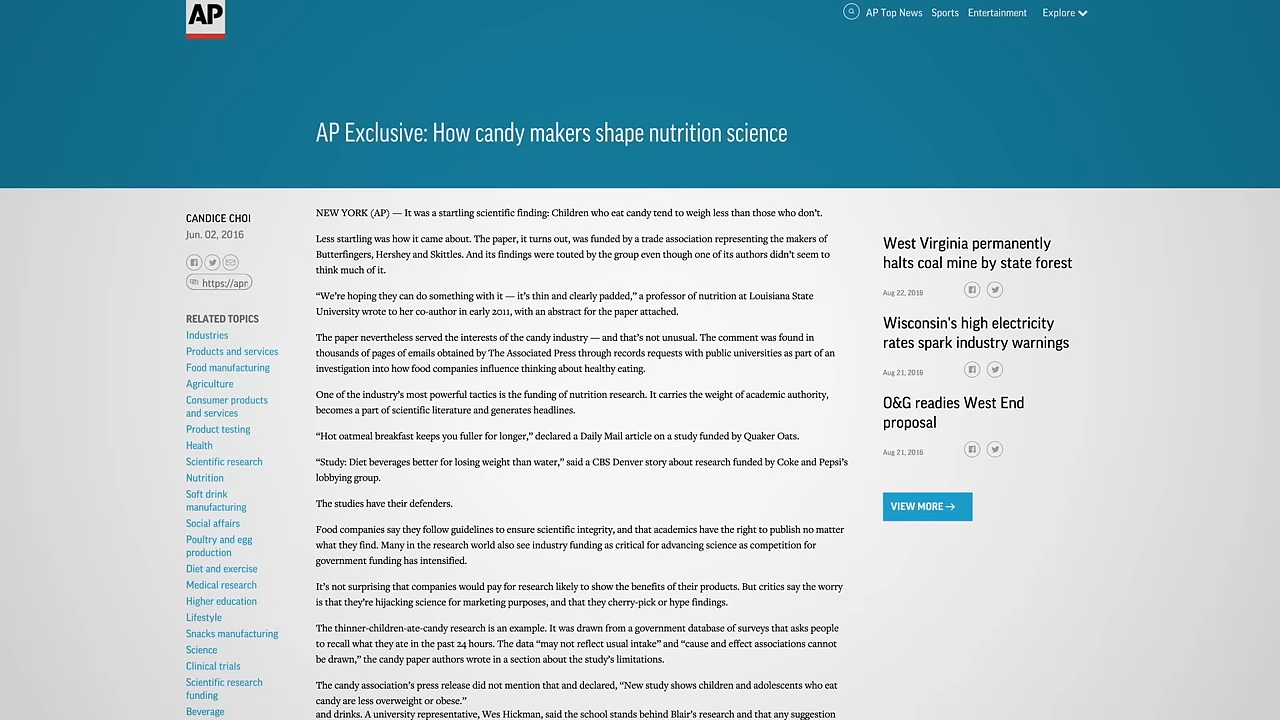 AP
AP Top News
Sports
Entertainment
Explore
AP Exclusive: How candy makers shape nutrition science
CANDICE CHOI
Jun. 02, 2016
https://apr
RELATED TOPICS
Industries
Products and services
Food manufacturing
Agriculture
Consumer products
and services
Product testing
Health
Scientific research
Nutrition
Soft drink
manufacturing
Social affairs
Poultry and egg
production
Diet and exercise
Medical research
Higher education
Lifestyle
Snacks manufacturing
Science
Clinical trials
Scientific research
funding
Beverage
NEW YORK (AP) — It was a startling scientific finding: Children who eat candy tend to weigh less than those who don’t.
Less startling was how it came about. The paper, it turns out, was funded by a trade association representing the makers of
Butterfingers, Hershey and Skittles. And its findings were touted by the group even though one of its authors didn’t seem to
think much of it.
“We’re hoping they can do something with it — it’s thin and clearly padded,” a professor of nutrition at Louisiana State
University wrote to her co-author in early 2011, with an abstract for the paper attached.
The paper nevertheless served the interests of the candy industry — and that’s not unusual. The comment was found in
thousands of pages of emails obtained by The Associated Press through records requests with public universities as part of an
investigation into how food companies influence thinking about healthy eating.
One of the industry’s most powerful tactics is the funding of nutrition research. It carries the weight of academic authority,
becomes a part of scientific literature and generates headlines.
“Hot oatmeal breakfast keeps you fuller for longer,” declared a Daily Mail article on a study funded by Quaker Oats.
“Study: Diet beverages better for losing weight than water,” said a CBS Denver story about research funded by Coke and Pepsi’s
lobbying group.
The studies have their defenders.
Food companies say they follow guidelines to ensure scientific integrity, and that academics have the right to publish no matter
what they find. Many in the research world also see industry funding as critical for advancing science as competition for
government funding has intensified.
It’s not surprising that companies would pay for research likely to show the benefits of their products. But critics say the worry
is that they’re hijacking science for marketing purposes, and that they cherry-pick or hype findings.
The thinner-children-ate-candy research is an example. It was drawn from a government database of surveys that asks people
to recall what they ate in the past 24 hours. The data “may not reflect usual intake” and “cause and effect associations cannot
be drawn,” the candy paper authors wrote in a section about the study’s limitations.
The candy association’s press release did not mention that and declared, “New study shows children and adolescents who eat
candy are less overweight or obese.”
and drinks. A university representative, Wes Hickman, said the school stands behind Blair’s research and that any suggestion
West Virginia permanently
halts coal mine by state forest
Aug 22, 2016
Wisconsin's high electricity
rates spark industry warnings
Aug 21, 2016
O&G readies West End
proposal
Aug 21, 2016
VIEW MORE →